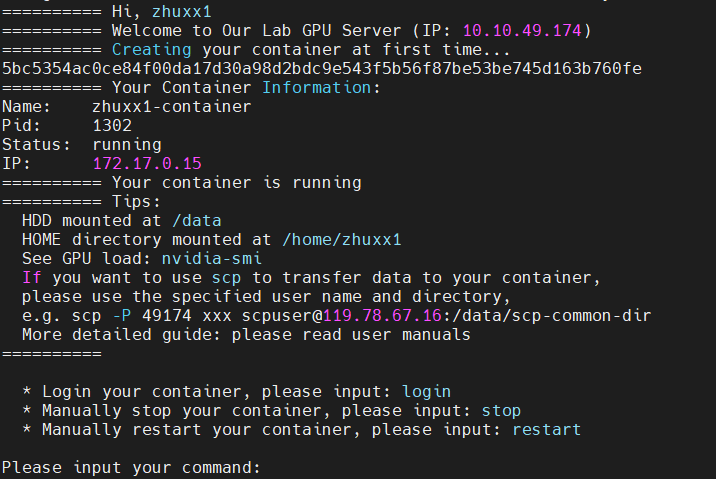 ========== Hi, zhuxx1
========== Welcome to Our Lab GPU Server (IP: 10.10.49.174)
========== Creating your container at first time...
5bc5354ac0ce84f00da17d30a98d2bdc9e543f5b56f87be53be745d163b760fe
========== Your Container Information:
Name:    zhuxx1-container
Pid:     1302
Status:  running
IP:      172.17.0.15
========== Your container is running
========== Tips:
  HDD mounted at /data
  HOME directory mounted at /home/zhuxx1
  See GPU load: nvidia-smi
  If you want to use scp to transfer data to your container,
  please use the specified user name and directory,
  e.g. scp -P 49174 xxx scpuser@119.78.67.16:/data/scp-common-dir
  More detailed guide: please read user manuals
==========
  * Login your container, please input: login
  * Manually stop your container, please input: stop
  * Manually restart your container, please input: restart
Please input your command: